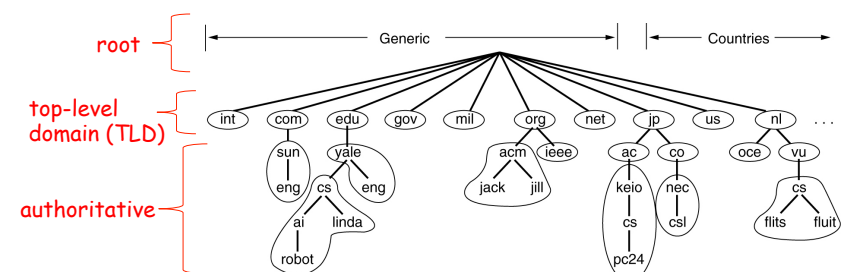 root
Generic
Countries
top-level
domain (TLD)
int com edu gov mil org net jp us nl . . .
sun yale acm ieee ac co oce vu
eng cs eng jack jill keio nec cs
authoritative
ai linda cs csl flits fluit
robot pc24